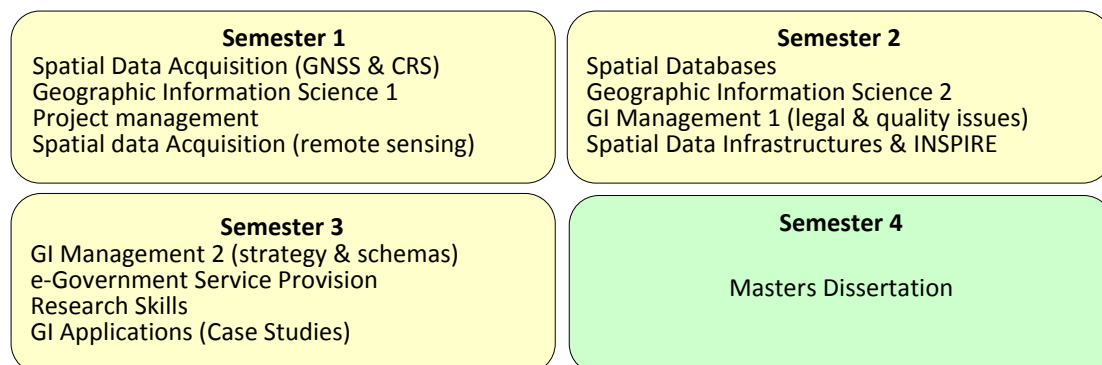 Semester 1
Spatial Data Acquisition (GNSS & CRS)
Geographic Information Science 1
Project management
Spatial data Acquisition (remote sensing)
Semester 2
Spatial Databases
Geographic Information Science 2
GI Management 1 (legal & quality issues)
Spatial Data Infrastructures & INSPIRE
Semester 3
GI Management 2 (strategy & schemas)
e-Government Service Provision
Research Skills
GI Applications (Case Studies)
Semester 4
Masters Dissertation